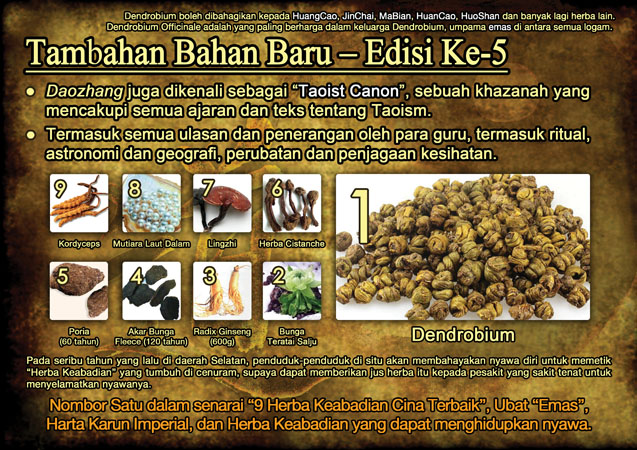 Dendrobium boleh dibahagikan kepada HuangCao, JinChai, MaBian, HuanCao, HuoShan dan banyak lagi herba lain.
Dendrobium Officinale adalah yang paling berharga dalam keluarga Dendrobium, umpama emas di antara semua logam.
Tambahan Bahan Baru – Edisi Ke-5
• Daozhang juga dikenali sebagai “Taoist Canon”, sebuah khazanah yang
mencakupi semua ajaran dan teks tentang Taoism.
• Termasuk semua ulasan dan penerangan oleh para guru, termasuk ritual,
astronomi dan geografi, perubatan dan penjagaan kesihatan.
9
Kordyceps
8
Mutiara Laut Dalam
7
Lingzhi
6
Herba Cistanche
5
Poria
(60 tahun)
4
Akar Bunga
Fleece (120 tahun)
3
Radix Ginseng
(600g)
2
Bunga
Teratai Salju
1
Dendrobium
Pada seribu tahun yang lalu di daerah Selatan, penduduk-penduduk di situ akan membahayakan nyawa diri untuk memetik
“Herba Keabadian” yang tumbuh di cenuram, supaya dapat memberikan jus herba itu kepada pesakit yang sakit tenat untuk
menyelamatkan nyawanya.
Nombor Satu dalam senarai “9 Herba Keabadian Cina Terbaik”, Ubat “Emas”,
Harta Karun Imperial, dan Herba Keabadian yang dapat menghidupkan nyawa.